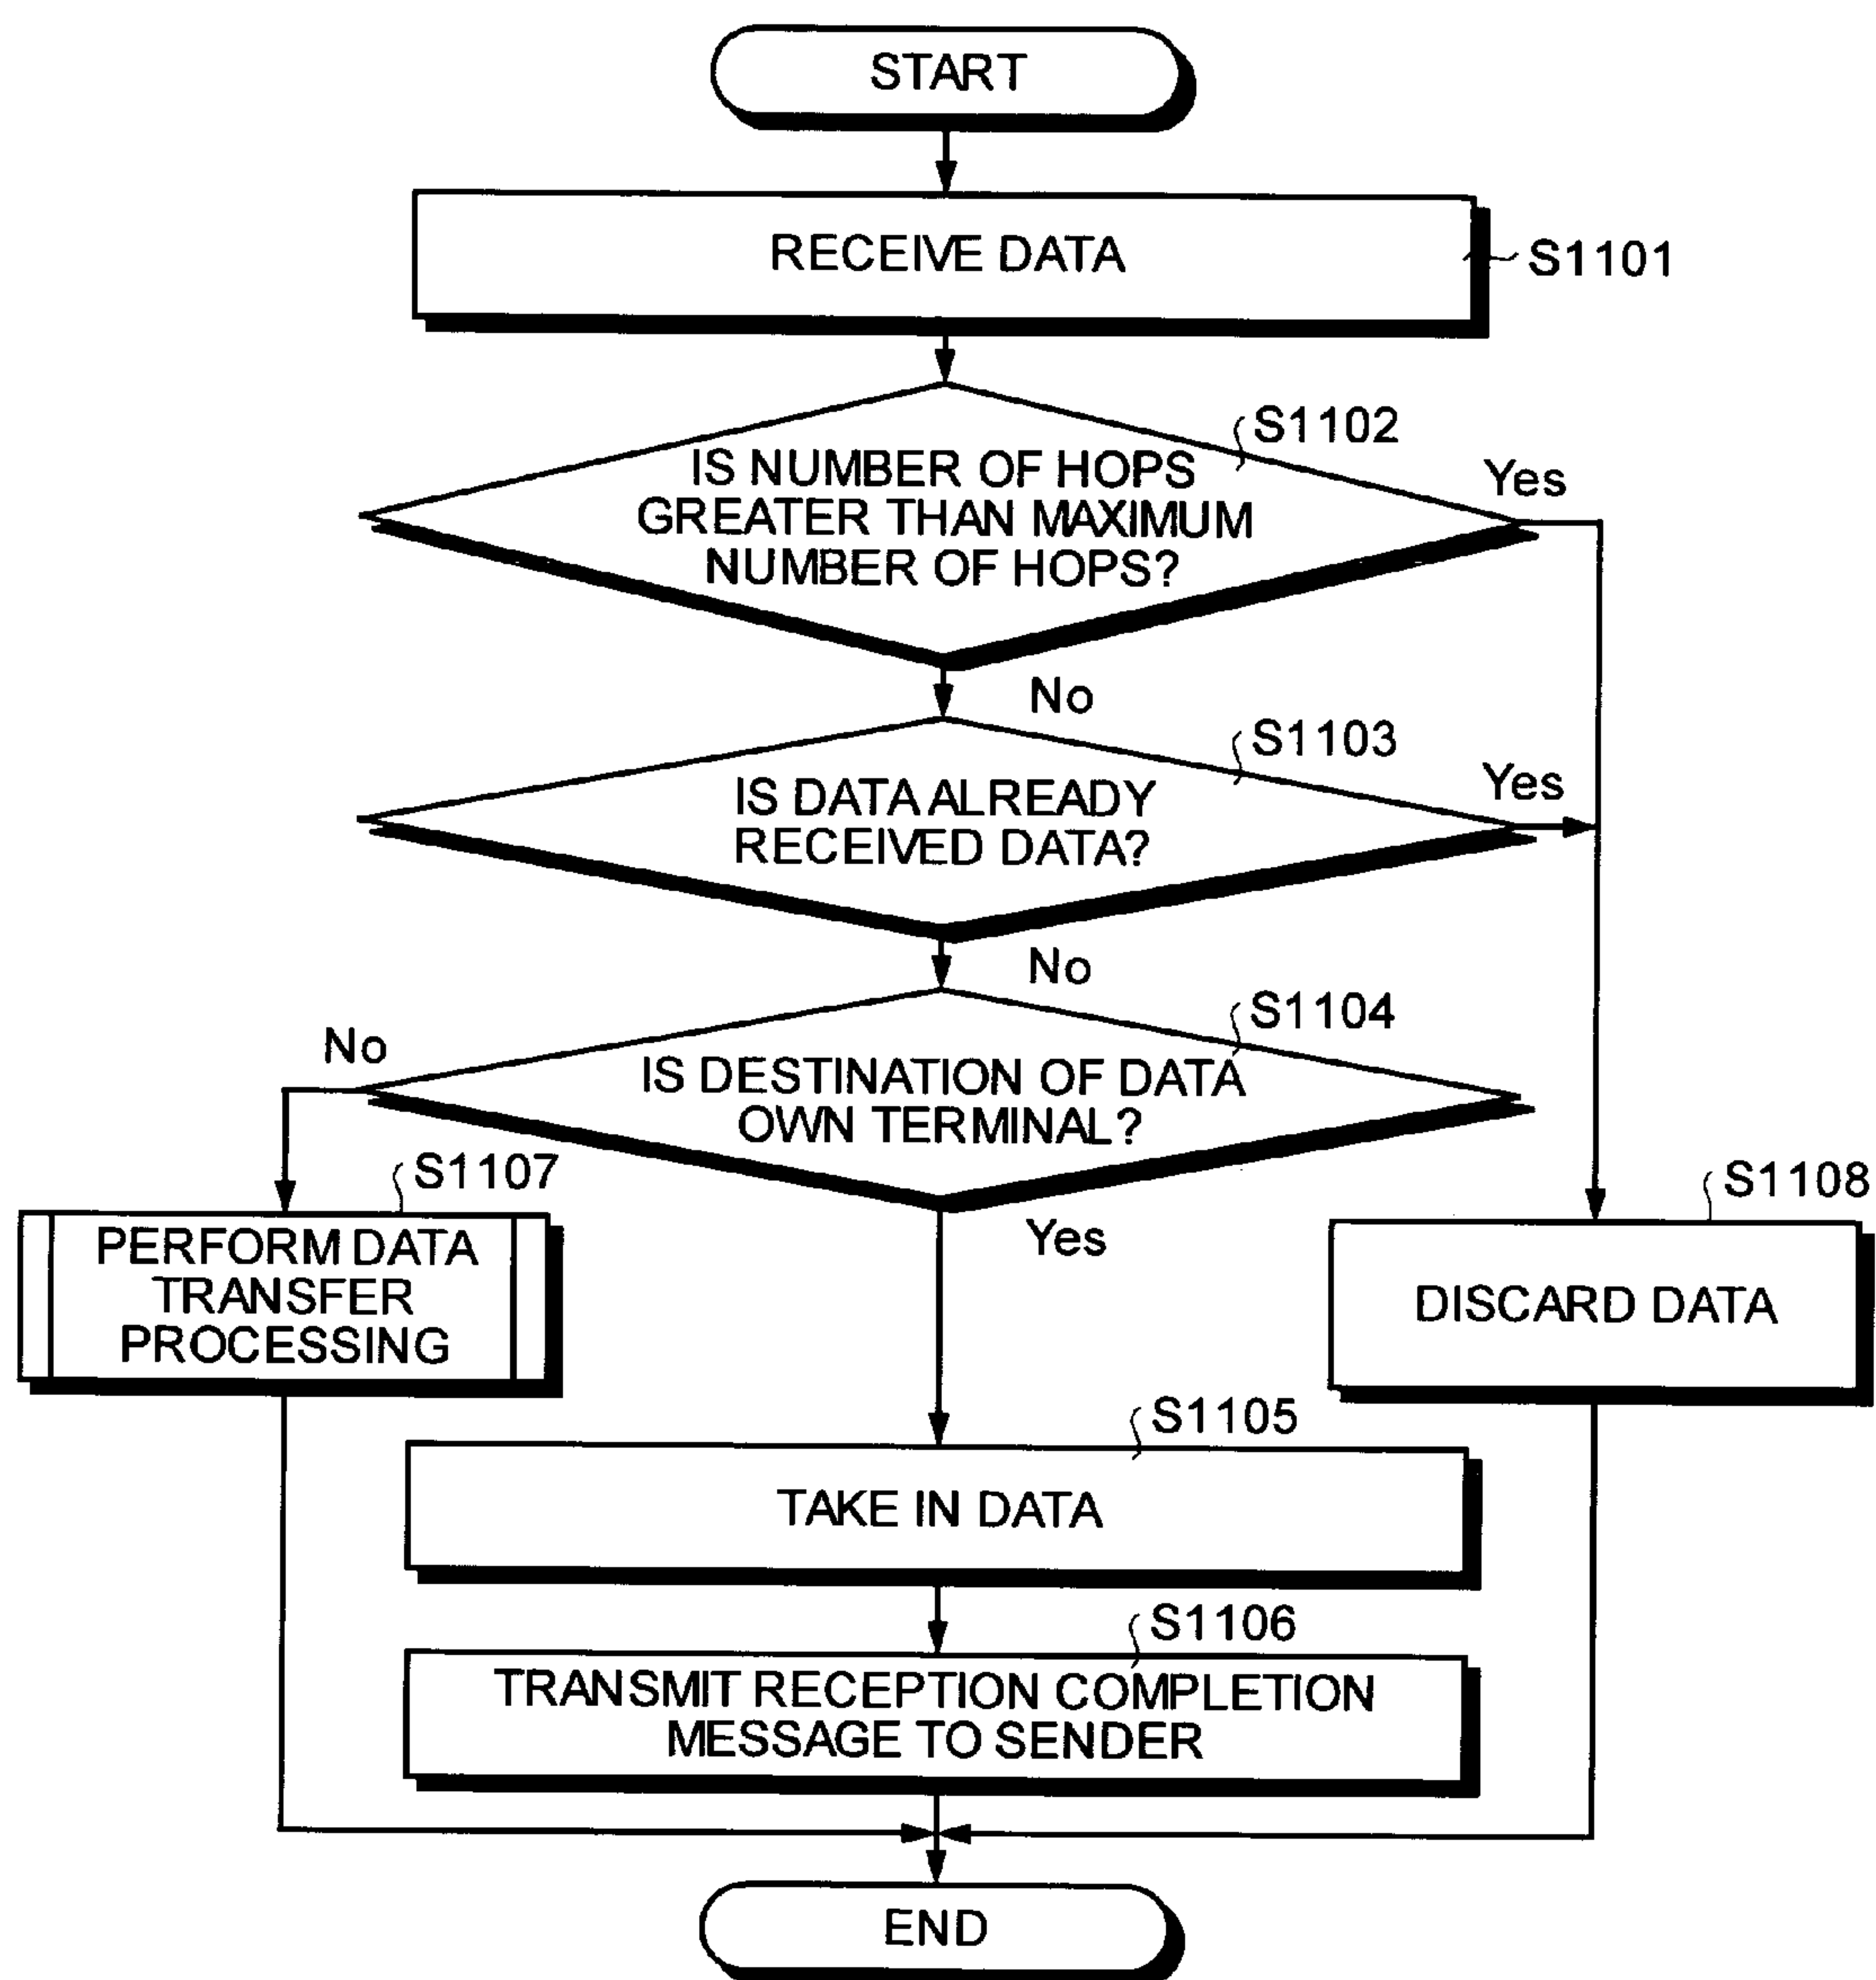 START
RECEIVE DATA
S1101
S1102
IS NUMBER OF HOPS
GREATER THAN MAXIMUM
NUMBER OF HOPS?
Yes
No
S1103
IS DATA ALREADY
RECEIVED DATA?
Yes
No
S1104
IS DESTINATION OF DATA
OWN TERMINAL?
No
Yes
S1107
PERFORM DATA
TRANSFER
PROCESSING
S1108
DISCARD DATA
S1105
TAKE IN DATA
S1106
TRANSMIT RECEPTION COMPLETION
MESSAGE TO SENDER
END